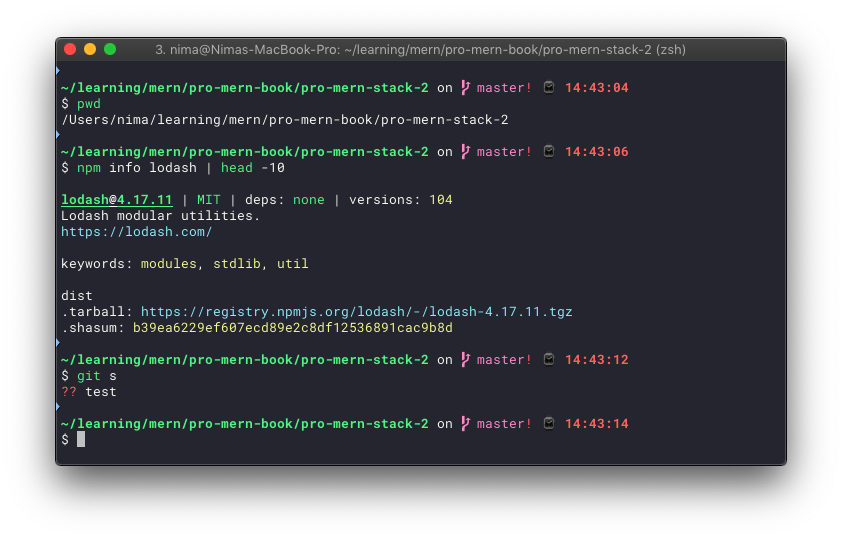 3. nima@Nimas-MacBook-Pro: ~/learning/mern/pro-mern-book/pro-mern-stack-2 (zsh)
~/learning/mern/pro-mern-book/pro-mern-stack-2 on master! 14:43:04
$ pwd
/Users/nima/learning/mern/pro-mern-book/pro-mern-stack-2
~/learning/mern/pro-mern-book/pro-mern-stack-2 on master! 14:43:06
$ npm info lodash | head -10
lodash@4.17.11 | MIT | deps: none | versions: 104
Lodash modular utilities.
https://lodash.com/
keywords: modules, stdlib, util
dist
.tarball: https://registry.npmjs.org/lodash/-/lodash-4.17.11.tgz
.shasum: b39ea6229ef607ecd89e2c8df12536891cac9b8d
~/learning/mern/pro-mern-book/pro-mern-stack-2 on master! 14:43:12
$ git s
?? test
~/learning/mern/pro-mern-book/pro-mern-stack-2 on master! 14:43:14
$